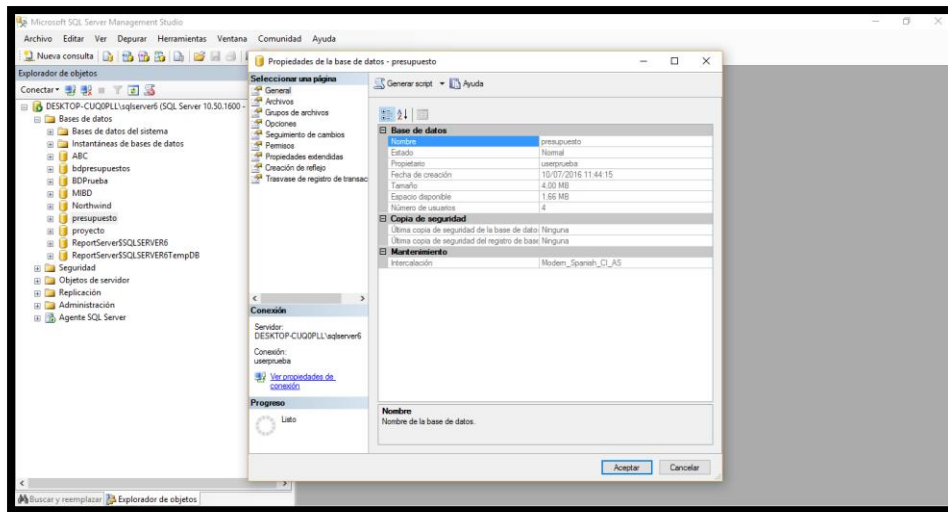 Microsoft SQL Server Management Studio
Archivo Editar Ver Depurar Herramientas Ventana Comunidad Ayuda
Nueva consulta
Explorador de objetos
Conectar
DESKTOP-CUQ0PLL\sqlserver6 (SQL Server 10.50.1600 -
Bases de datos
Bases de datos del sistema
Instantáneas de bases de datos
ABC
bdpresupuestos
BDPrueba
MIBD
Northwind
presupuesto
proyecto
ReportServer$SQLSERVER6
ReportServer$SQLSERVER6TempDB
Seguridad
Objetos de servidor
Replicación
Administración
Agente SQL Server
Buscar y reemplazar Explorador de objetos
Propiedades de la base de datos - presupuesto
Seleccionar una página
General
Archivos
Grupos de archivos
Opciones
Seguimiento de cambios
Permisos
Propiedades extendidas
Creación de reflejo
Trasvase de registro de transac
Conexión
Servidor:
DESKTOP-CUQ0PLL\sqlserver6
Conexión:
userprueba
Ver propiedades de
conexión
Progreso
Listo
Generar script Ayuda
Base de datos
Nombre presupuesto
Estado Normal
Propietario userprueba
Fecha de creación 10/07/2016 11:44:15
Tamaño 4,00 MB
Espacio disponible 1,66 MB
Número de usuarios 4
Copia de seguridad
Última copia de seguridad de la base de dato Ninguna
Última copia de seguridad del registro de base Ninguna
Mantenimiento
Intercalación Modern_Spanish_CI_AS
Nombre
Nombre de la base de datos.
Aceptar Cancelar